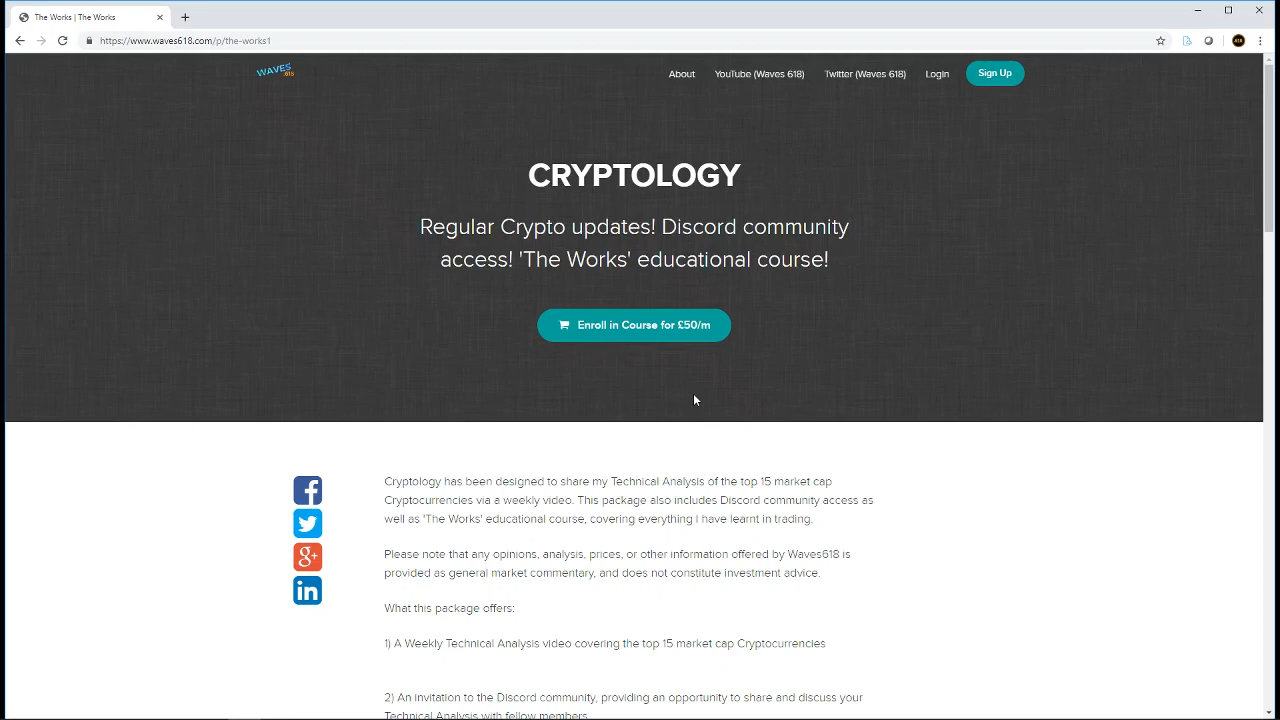 The Works | The Works
https://www.waves618.com/p/the-works1
WAVES .618
About YouTube (Waves 618) Twitter (Waves 618) Login Sign Up
CRYPTOLOGY
Regular Crypto updates! Discord community
access! 'The Works' educational course!
Enroll in Course for £50/m
Cryptology has been designed to share my Technical Analysis of the top 15 market cap
Cryptocurrencies via a weekly video. This package also includes Discord community access as
well as 'The Works' educational course, covering everything I have learnt in trading.
Please note that any opinions, analysis, prices, or other information offered by Waves618 is
provided as general market commentary, and does not constitute investment advice.
What this package offers:
1) A Weekly Technical Analysis video covering the top 15 market cap Cryptocurrencies
2) An invitation to the Discord community, providing an opportunity to share and discuss your
Technical Analysis with fellow members